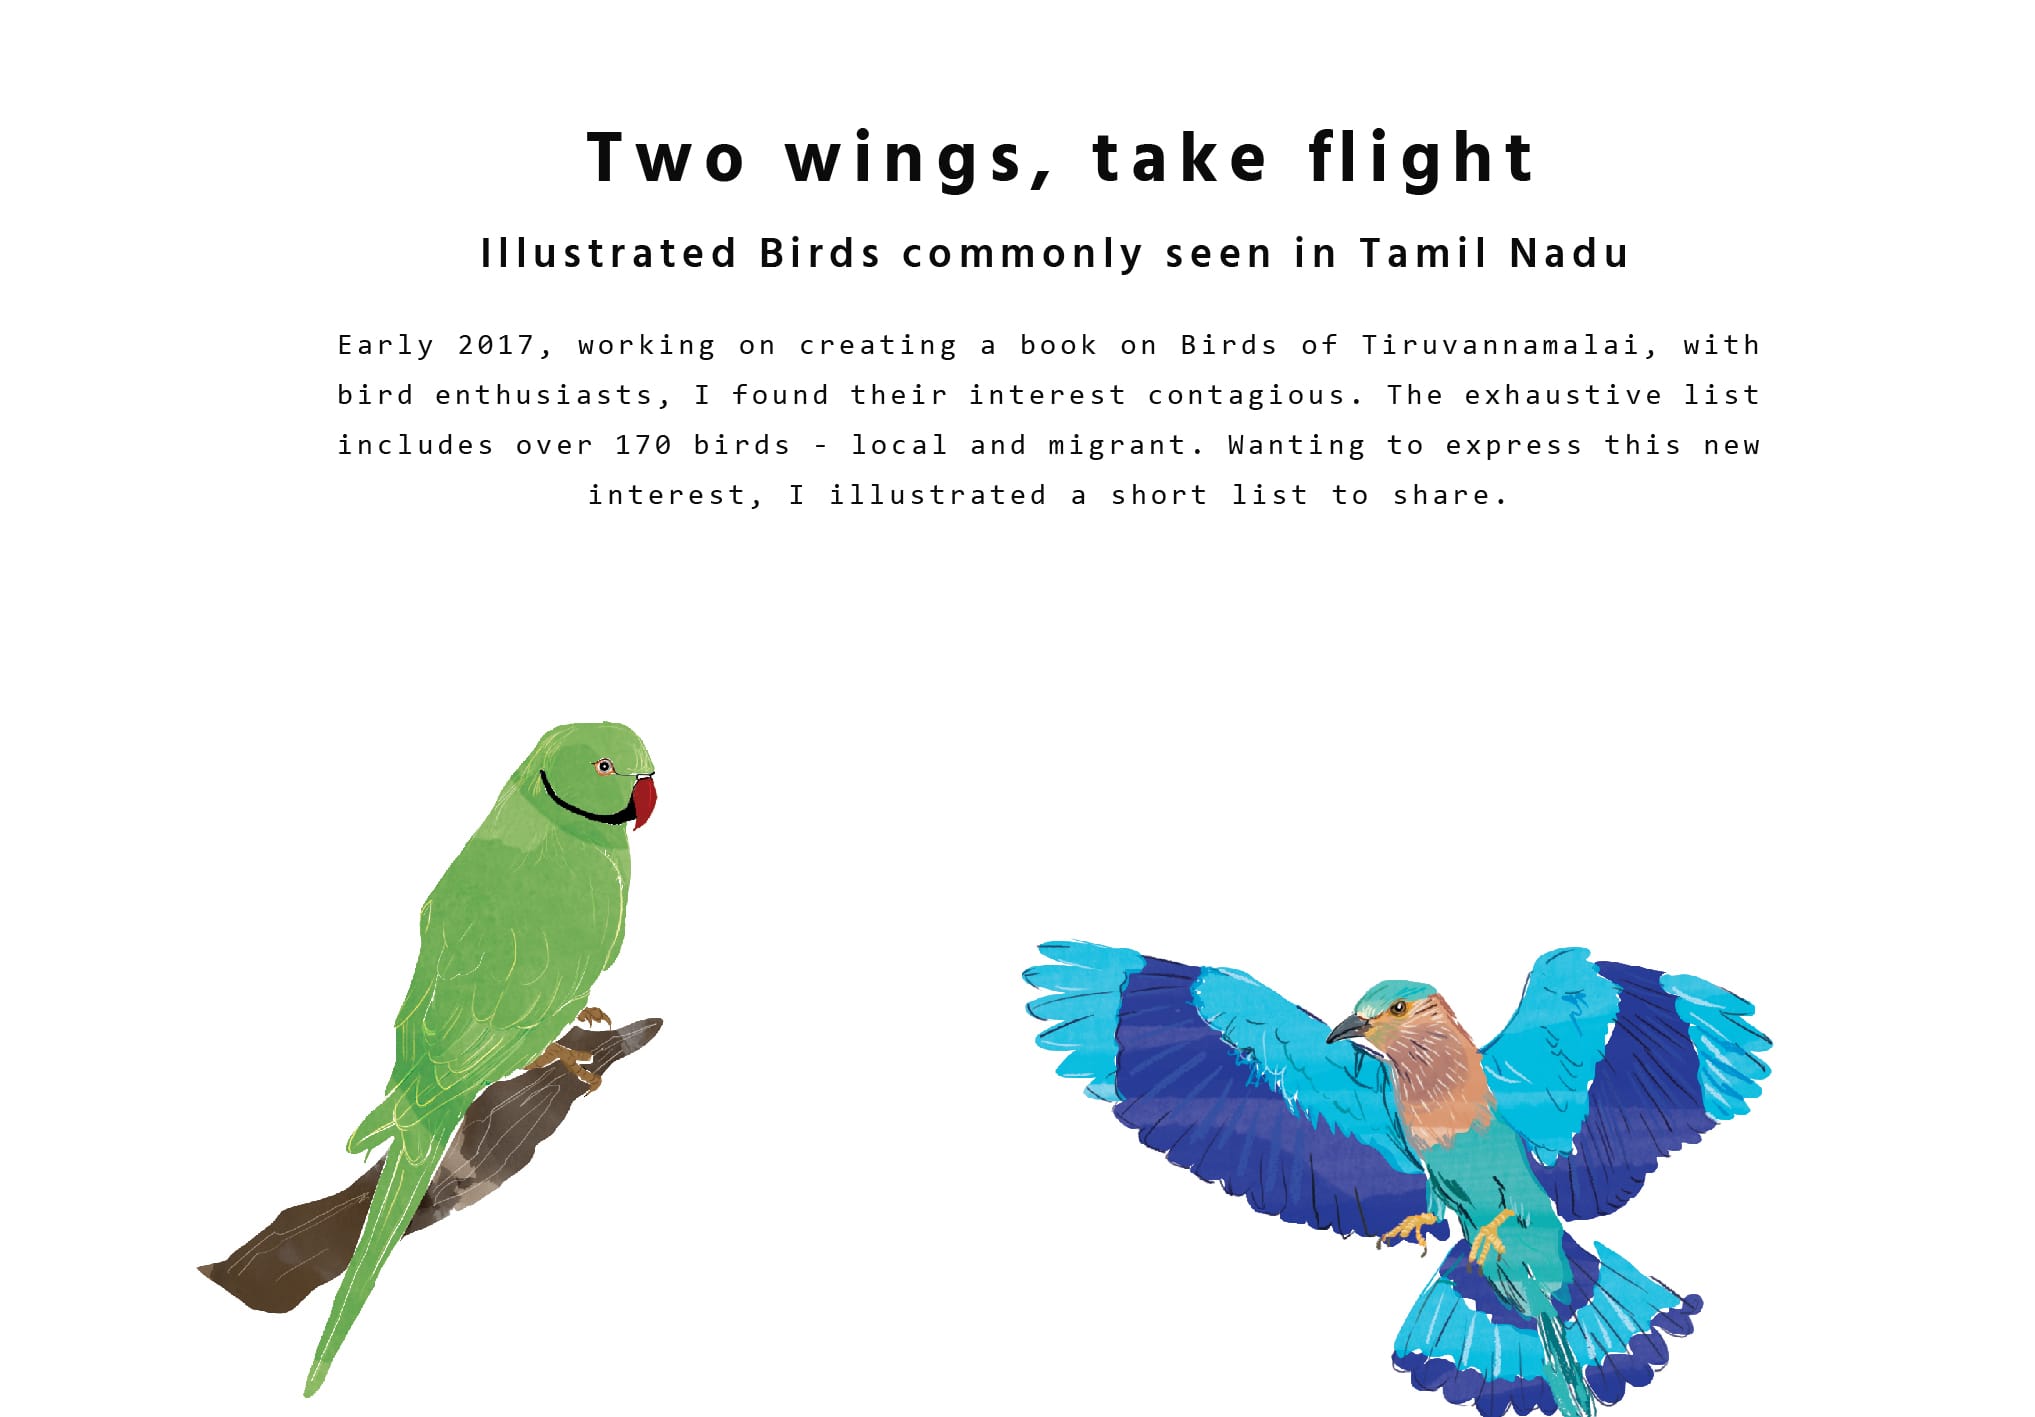 Two wings, take flight
Illustrated Birds commonly seen in Tamil Nadu
Early 2017, working on creating a book on Birds of Tiruvannamalai, with
bird enthusiasts, I found their interest contagious. The exhaustive list
includes over 170 birds - local and migrant. Wanting to express this new
interest, I illustrated a short list to share.